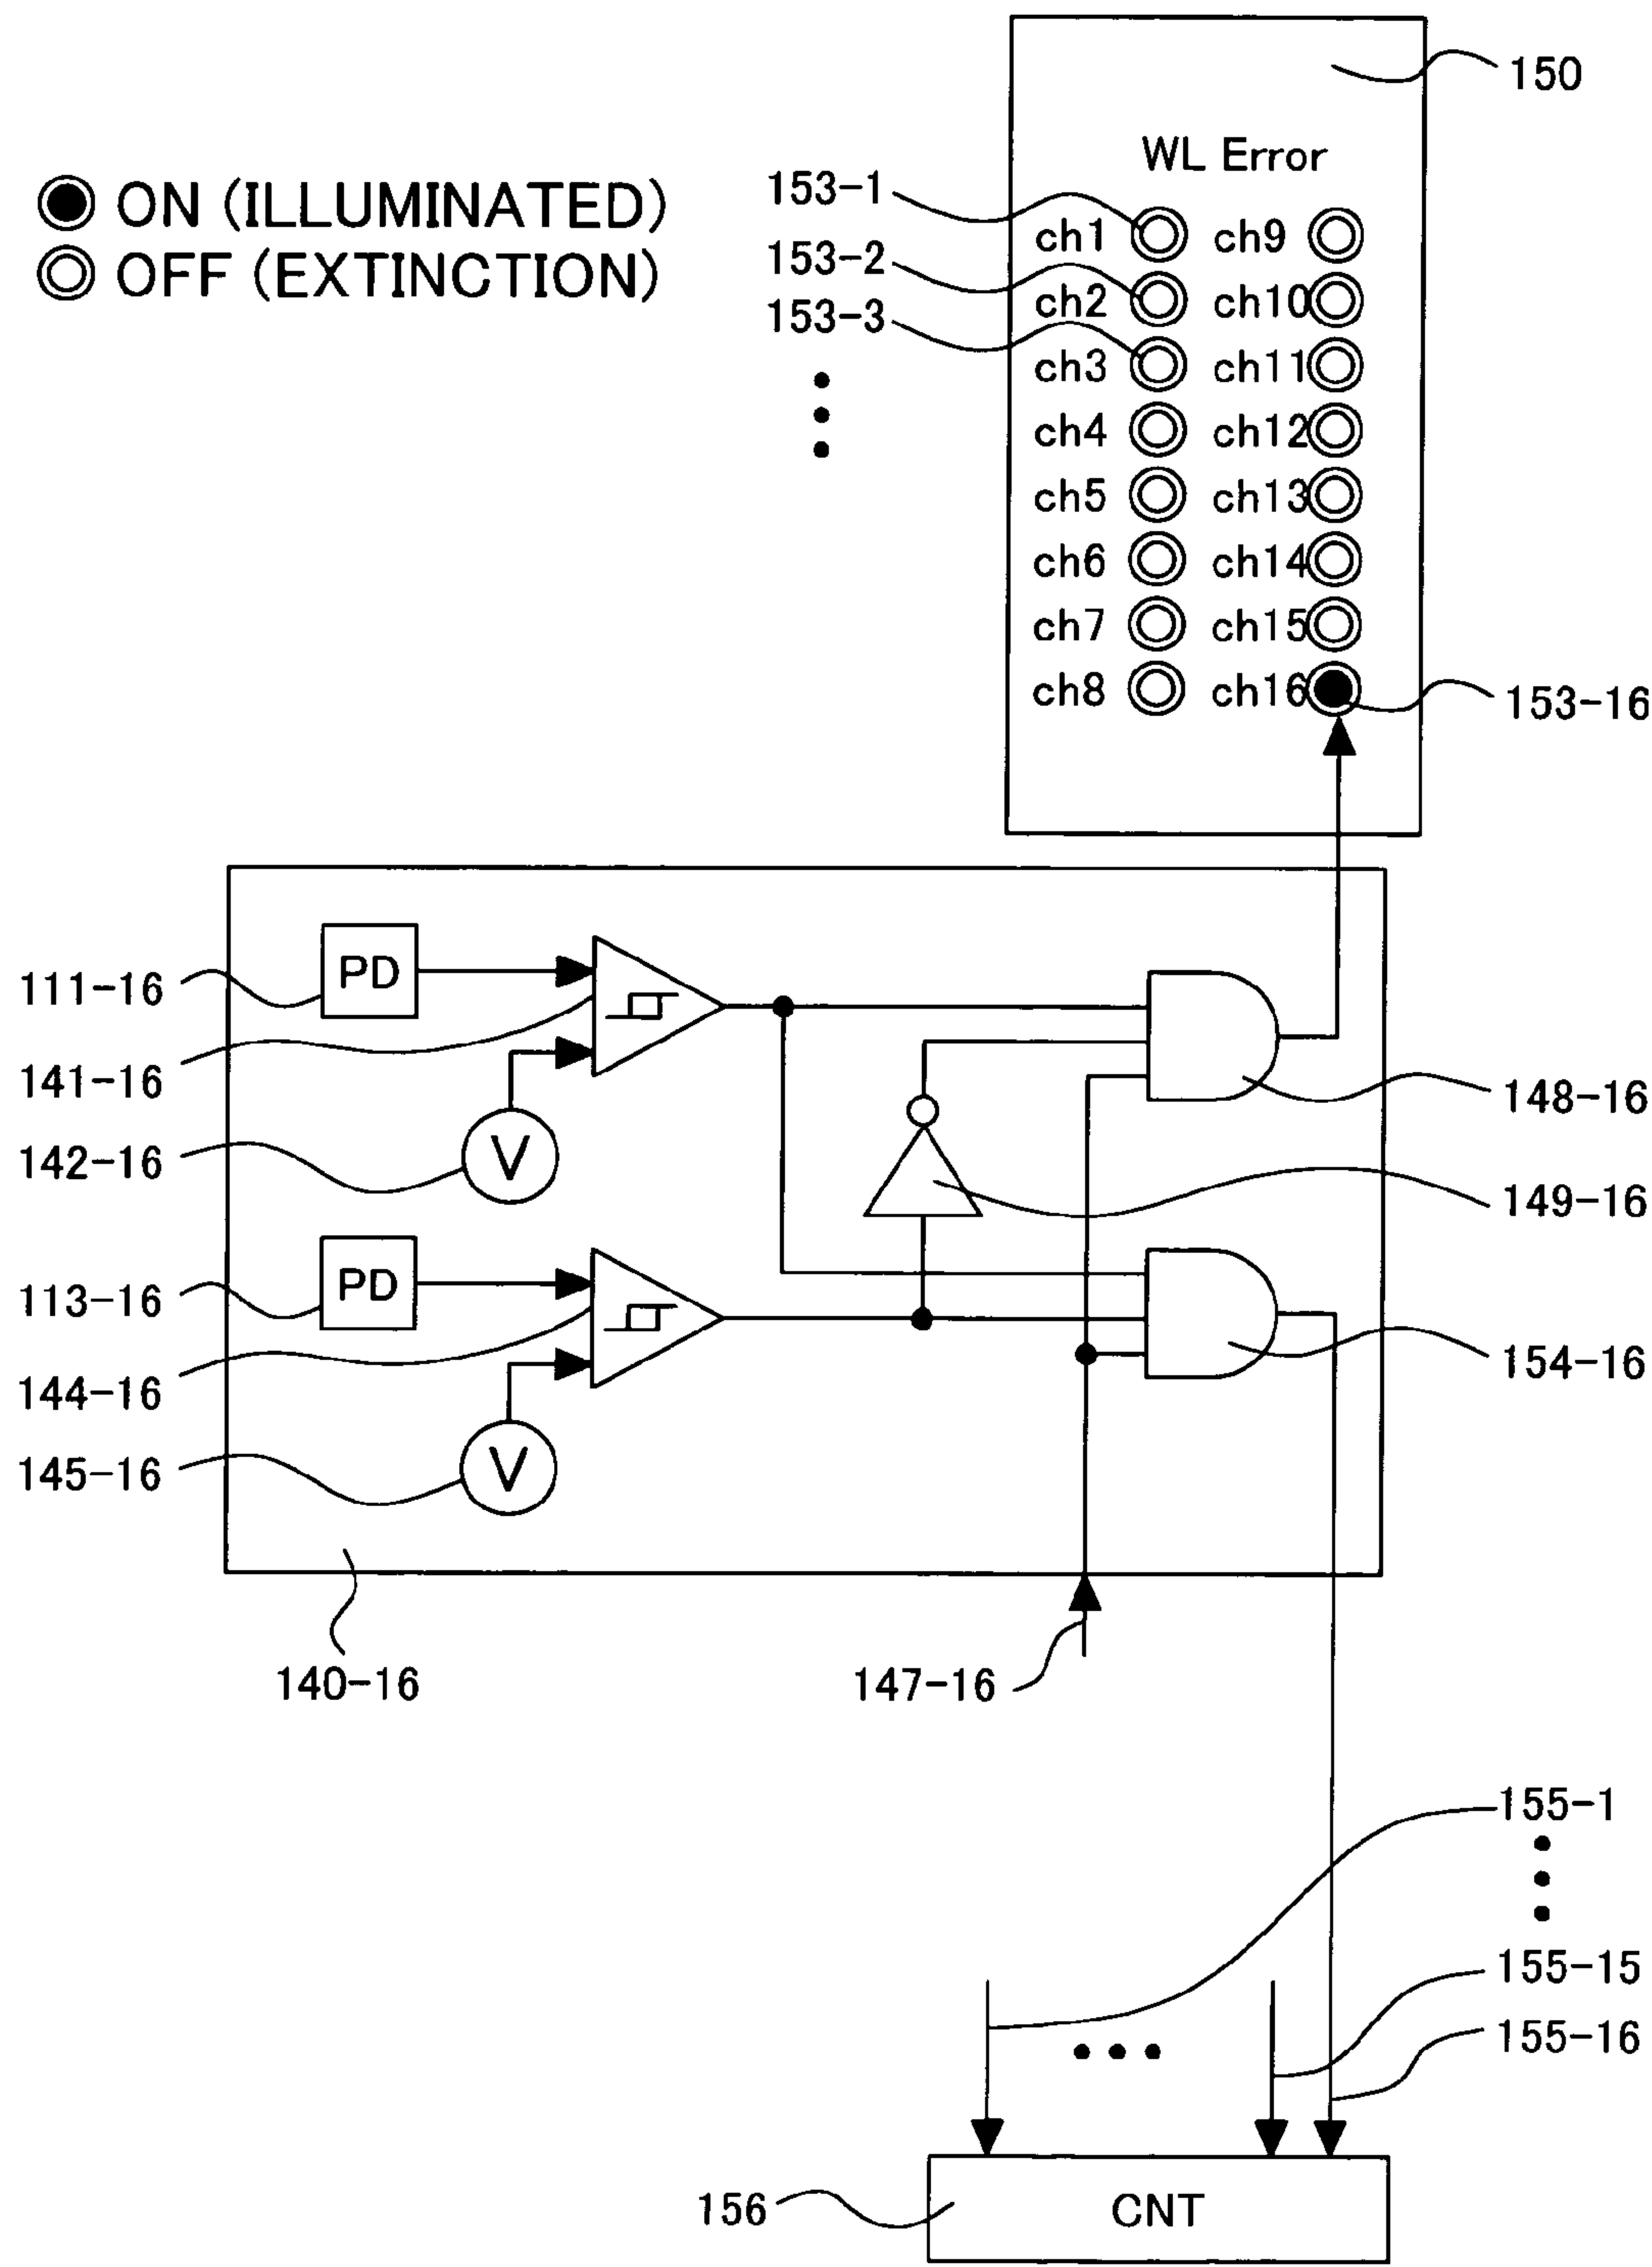 150
WL Error
ON (ILLUMINATED)
OFF (EXTINCTION)
153-1
153-2
153-3
ch1 ch9
ch2 ch10
ch3 ch11
ch4 ch12
ch5 ch13
ch6 ch14
ch7 ch15
ch8 ch16
153-16
111-16
PD
141-16
148-16
142-16
V
149-16
113-16
PD
154-16
144-16
145-16
V
140-16
147-16
155-1
155-15
155-16
156
CNT